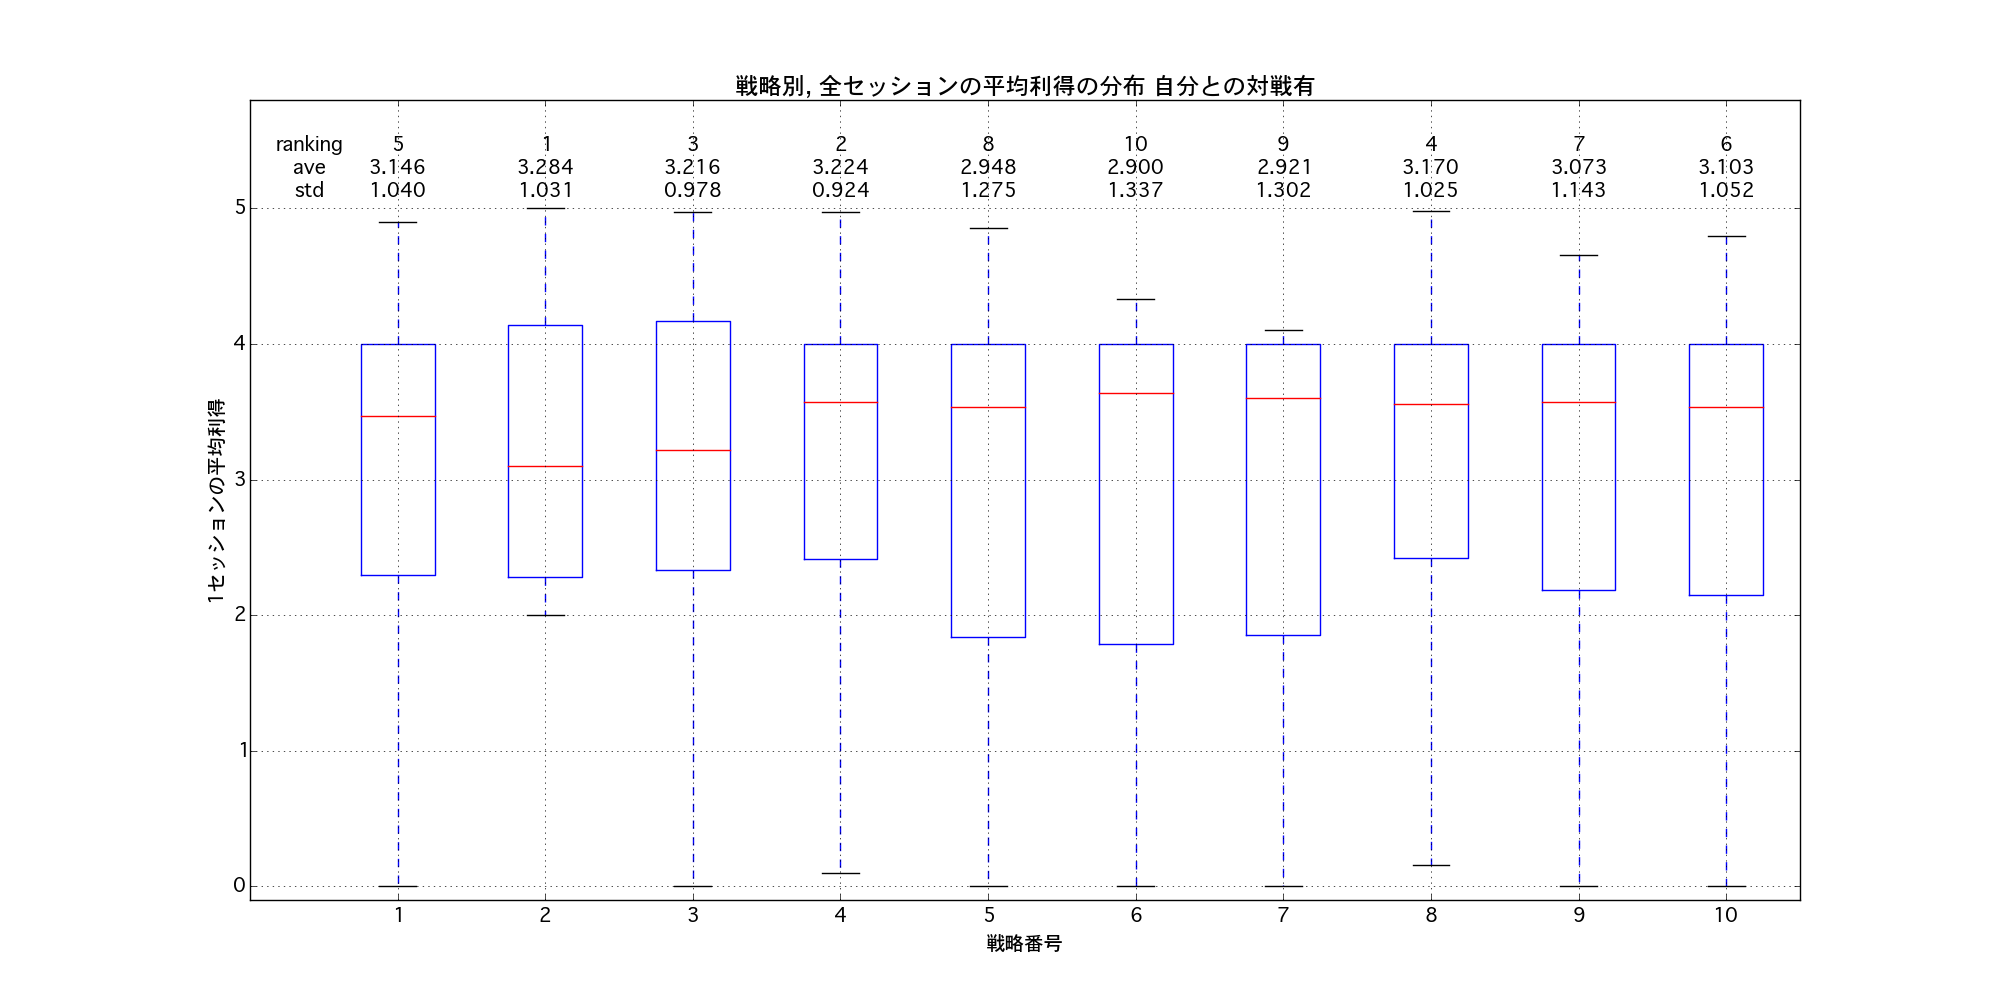 戦略別, 全セッションの平均利得の分布 自分との対戦有
ranking 5 1 3 2 8 10 9 4 7 6
ave 3.146 3.284 3.216 3.224 2.948 2.900 2.921 3.170 3.073 3.103
std 1.040 1.031 0.978 0.924 1.275 1.337 1.302 1.025 1.143 1.052
5
4
3
2
1
0
1セッションの平均利得
1 2 3 4 5 6 7 8 9 10
戦略番号